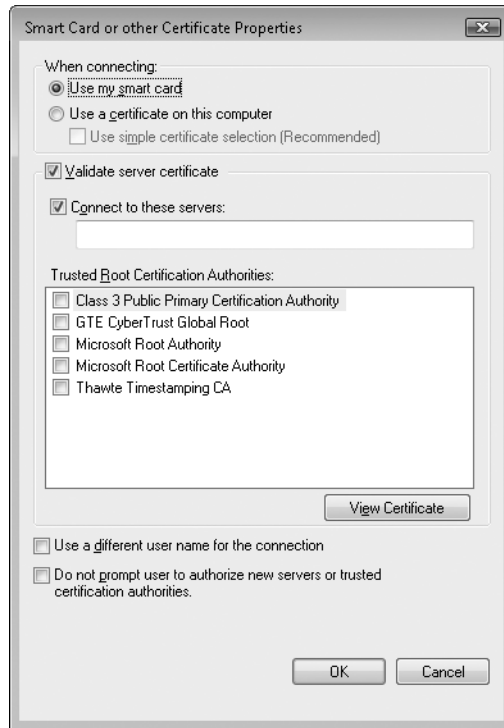 Smart Card or other Certificate Properties
When connecting:
Use my smart card
Use a certificate on this computer
Use simple certificate selection (Recommended)
Validate server certificate
Connect to these servers:
Trusted Root Certification Authorities:
Class 3 Public Primary Certification Authority
GTE CyberTrust Global Root
Microsoft Root Authority
Microsoft Root Certificate Authority
Thawte Timestamping CA
View Certificate
Use a different user name for the connection
Do not prompt user to authorize new servers or trusted
certification authorities.
OK Cancel